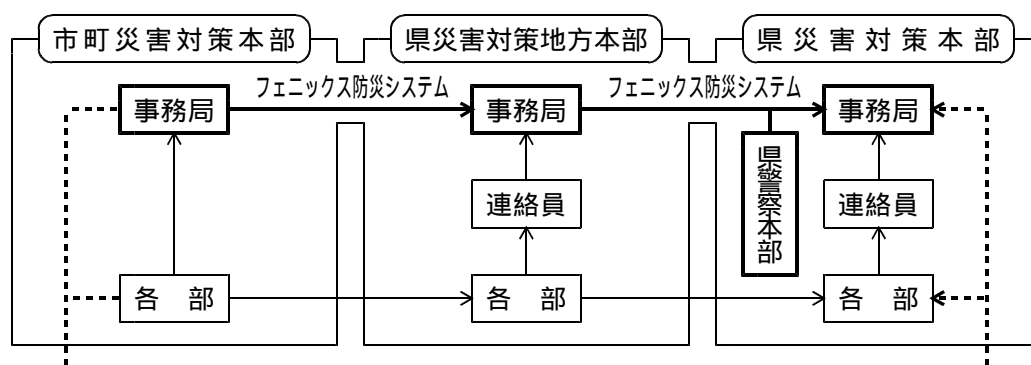 市町災害対策本部
県災害対策地方本部
県災害対策本部
フェニックス防災システム
フェニックス防災システム
事務局
事務局
事務局
県警察本部
連絡員
連絡員
各 部
各 部
各 部